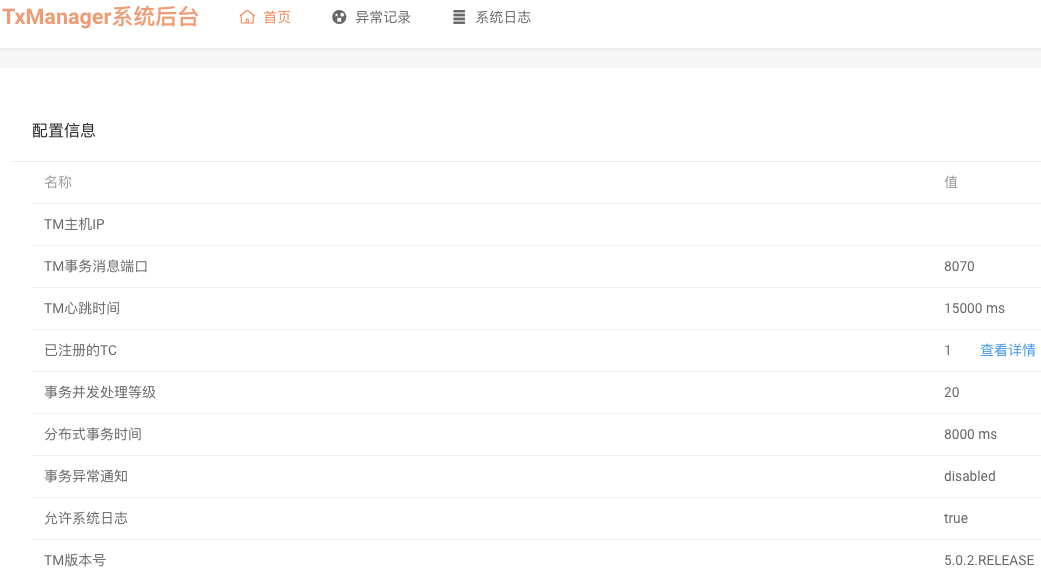 TxManager系统后台 首页 异常记录 系统日志
配置信息
名称 值
TM主机IP
TM事务消息端口 8070
TM心跳时间 15000 ms
已注册的TC 1 查看详情
事务并发处理等级 20
分布式事务时间 8000 ms
事务异常通知 disabled
允许系统日志 true
TM版本号 5.0.2.RELEASE